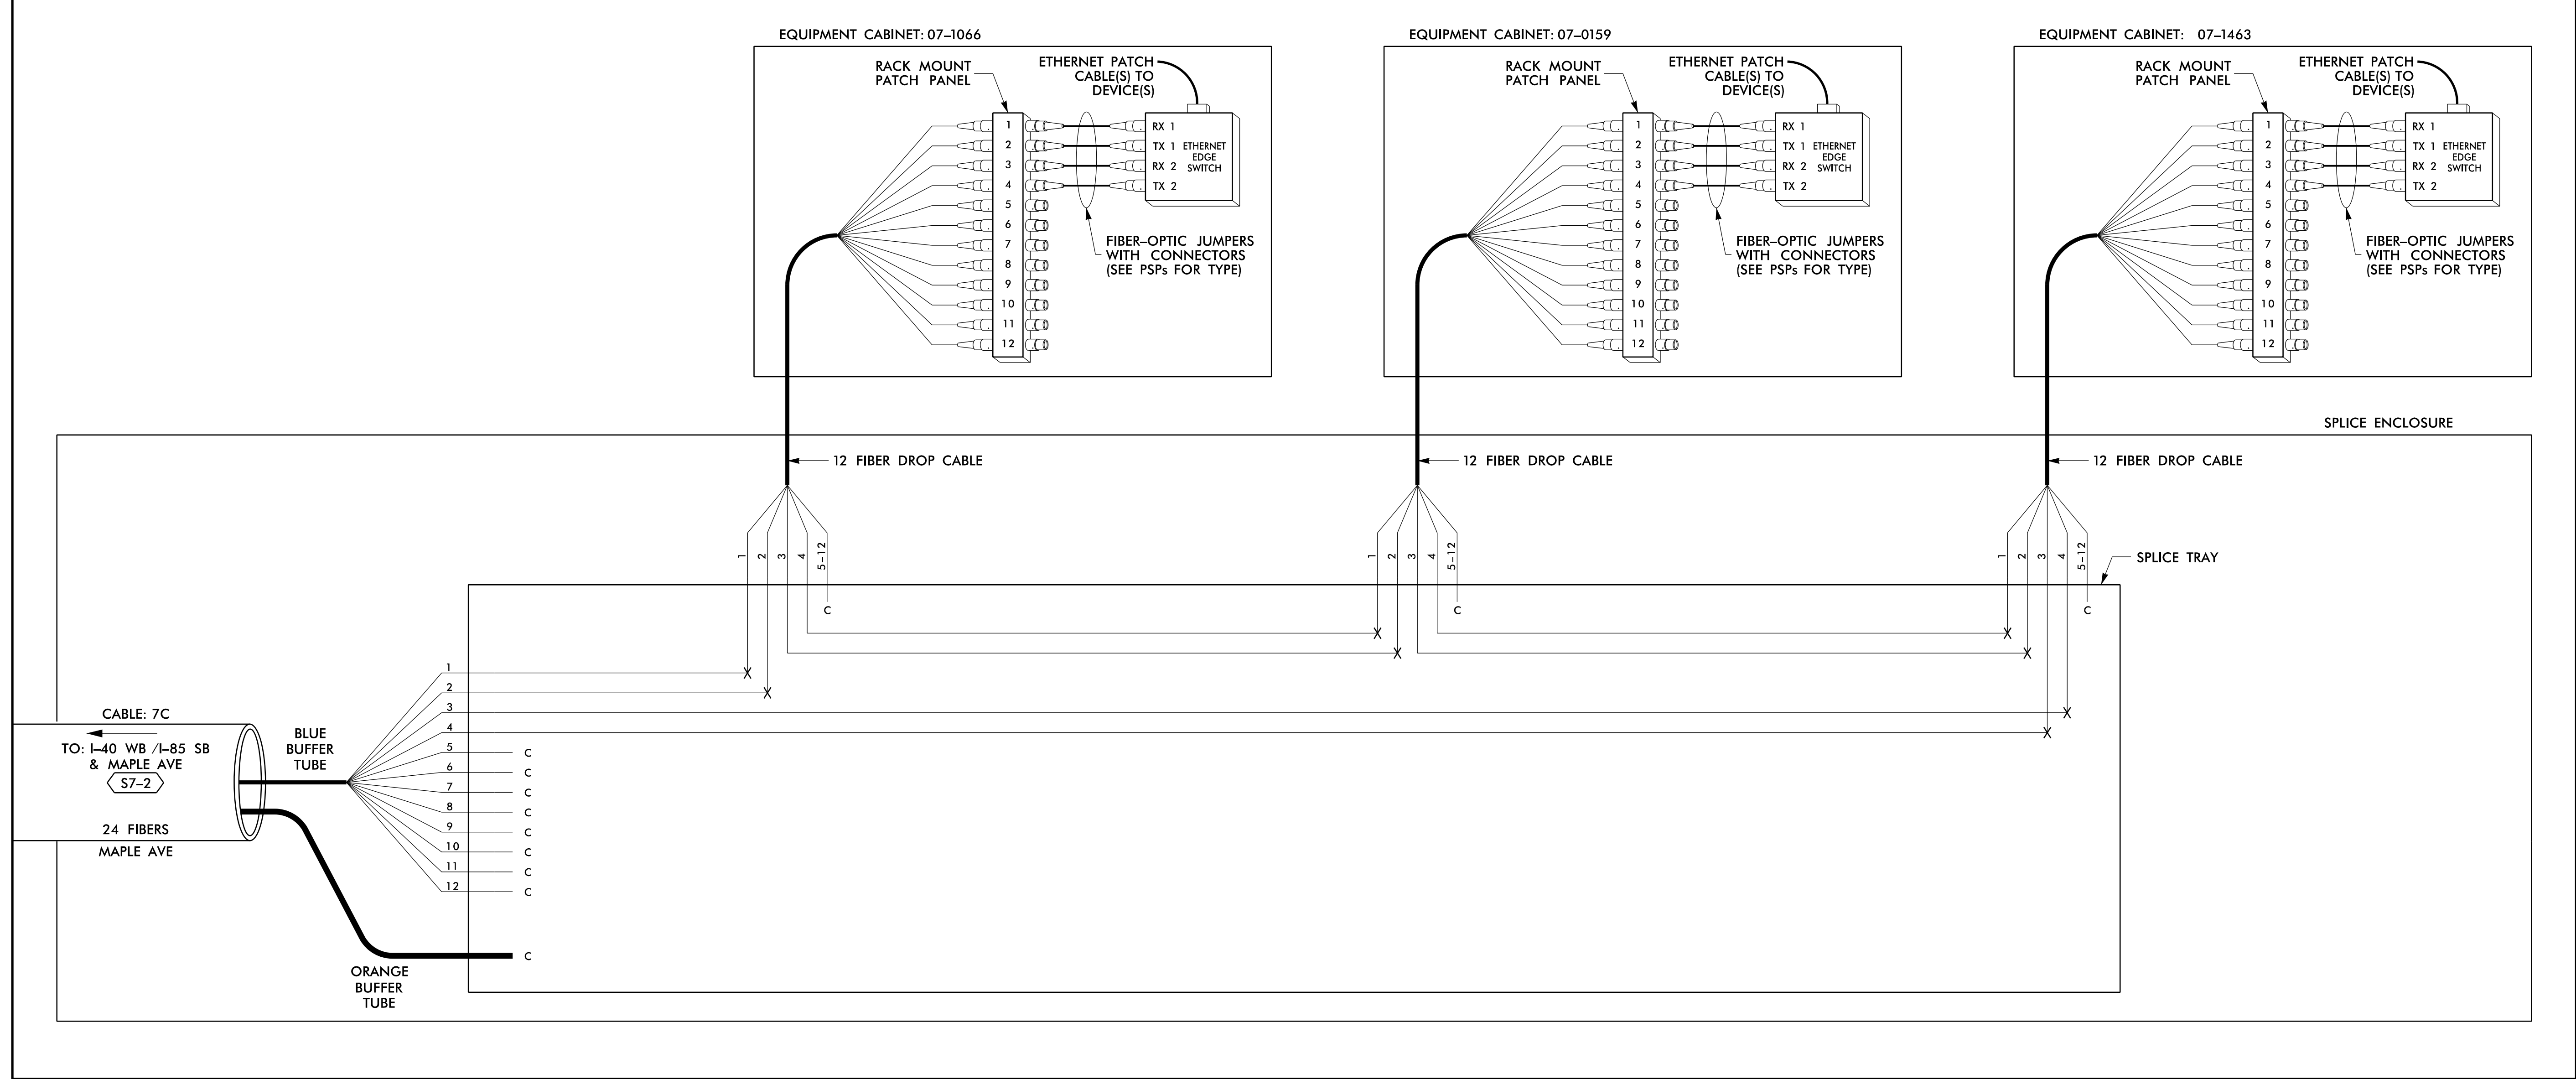 EQUIPMENT CABINET: 07-1066
RACK MOUNT
PATCH PANEL
ETHERNET PATCH
CABLE(S) TO
DEVICE(S)
1
2
3
4
5
6
7
8
9
10
11
12
RX 1
TX 1
RX 2
TX 2
ETHERNET
EDGE
SWITCH
FIBER-OPTIC JUMPERS
WITH CONNECTORS
(SEE PSPs FOR TYPE)
EQUIPMENT CABINET: 07-0159
RACK MOUNT
PATCH PANEL
ETHERNET PATCH
CABLE(S) TO
DEVICE(S)
1
2
3
4
5
6
7
8
9
10
11
12
RX 1
TX 1
RX 2
TX 2
ETHERNET
EDGE
SWITCH
FIBER-OPTIC JUMPERS
WITH CONNECTORS
(SEE PSPs FOR TYPE)
EQUIPMENT CABINET: 07-1463
RACK MOUNT
PATCH PANEL
ETHERNET PATCH
CABLE(S) TO
DEVICE(S)
1
2
3
4
5
6
7
8
9
10
11
12
RX 1
TX 1
RX 2
TX 2
ETHERNET
EDGE
SWITCH
FIBER-OPTIC JUMPERS
WITH CONNECTORS
(SEE PSPs FOR TYPE)
SPLICE ENCLOSURE
12 FIBER DROP CABLE
1
2
3
4
5-12
C
12 FIBER DROP CABLE
1
2
3
4
5-12
C
12 FIBER DROP CABLE
1
2
3
4
5-12
C
SPLICE TRAY
CABLE: 7C
TO: I-40 WB /I-85 SB
& MAPLE AVE
S7-2
24 FIBERS
MAPLE AVE
BLUE
BUFFER
TUBE
1
2
3
4
5 C
6 C
7 C
8 C
9 C
10 C
11 C
12 C
C
ORANGE
BUFFER
TUBE